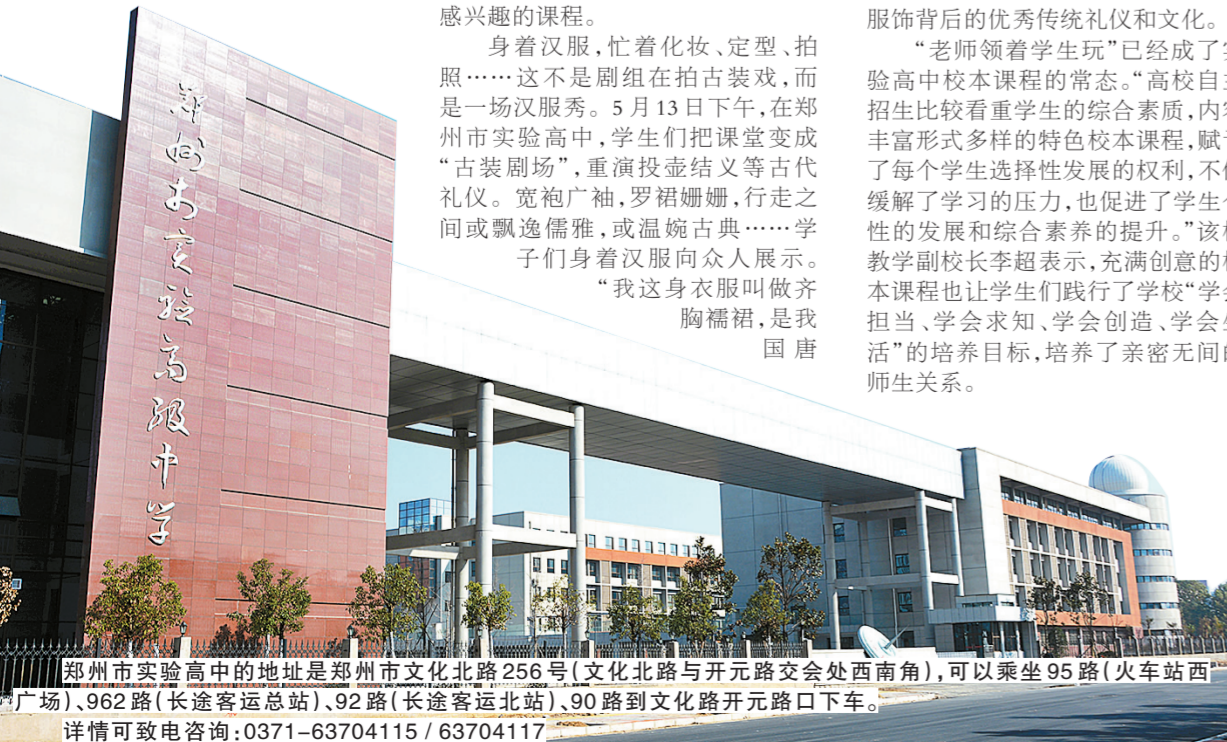 郑州市实验高级中学
感兴趣的课程。
身着汉服,忙着化妆、定型、拍
照……这不是剧组在拍古装戏,而
是一场汉服秀。5月13日下午,在郑
州市实验高中,学生们把课堂变成
“古装剧场”,重演投壶结义等古代
礼仪。宽袍广袖,罗裙姗姗,行走之
间或飘逸儒雅,或温婉古典……学
子们身着汉服向众人展示。
“我这身衣服叫做齐
胸襦裙,是我
国唐
服饰背后的优秀传统礼仪和文化。
“老师领着学生玩”已经成了实
验高中校本课程的常态。“高校自主
招生比较看重学生的综合素质,内容
丰富形式多样的特色校本课程,赋予
了每个学生选择性发展的权利,不仅
缓解了学习的压力,也促进了学生个
性的发展和综合素养的提升。”该校
教学副校长李超表示,充满创意的校
本课程也让学生们践行了学校“学会
担当、学会求知、学会创造、学会生
活”的培养目标,培养了亲密无间的
师生关系。
郑州市实验高中的地址是郑州市文化北路256号(文化北路与开元路交会处西南角),可以乘坐95路(火车站西
广场)、962路(长途客运总站)、92路(长途客运北站)、90路到文化路开元路口下车。
详情可致电咨询:0371-63704115 / 63704117